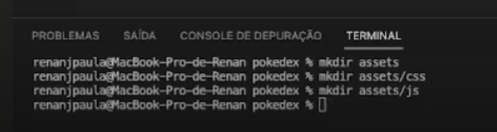 PROBLEMAS SAÍDA CONSOLE DE DEPURAÇÃO TERMINAL
renanjpaula@MacBook-Pro-de-Renan pokedex % mkdir assets
renanjpaula@MacBook-Pro-de-Renan pokedex % mkdir assets/css
renanjpaula@MacBook-Pro-de-Renan pokedex % mkdir assets/js
renanjpaula@MacBook-Pro-de-Renan pokedex %